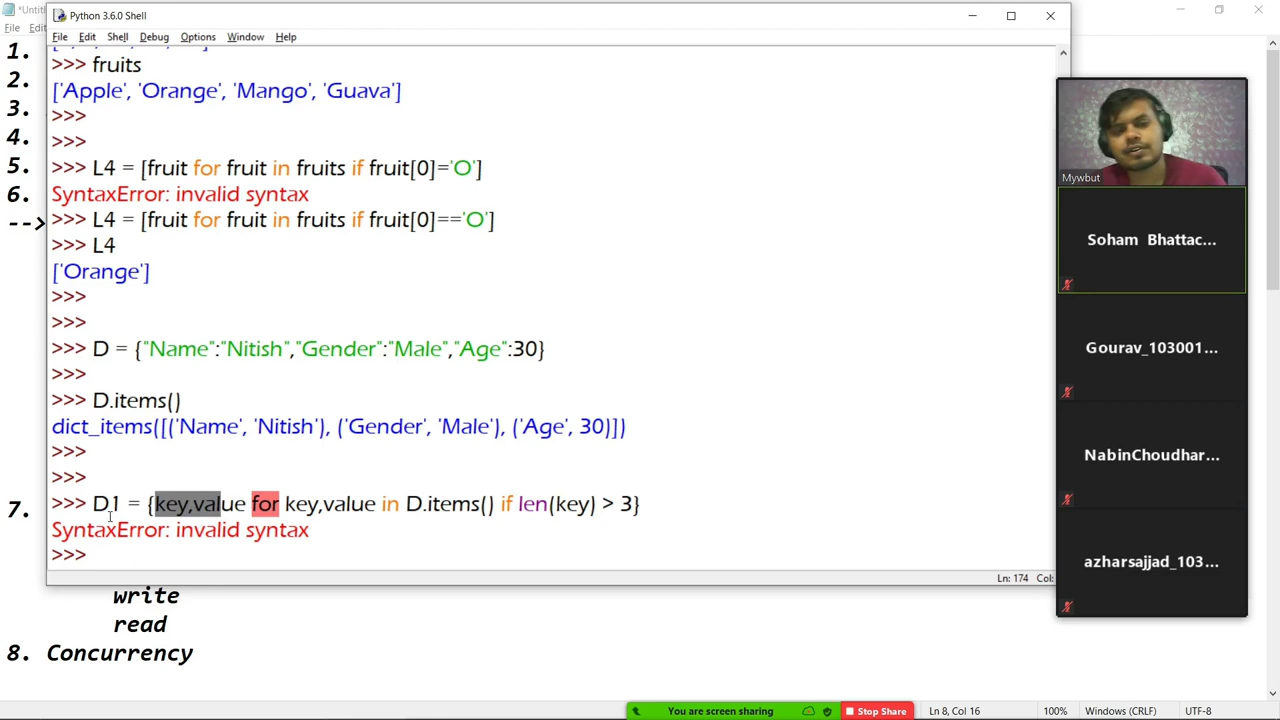 *Untitl
File Edit
Python 3.6.0 Shell
File Edit Shell Debug Options Window Help
>>> fruits
['Apple', 'Orange', 'Mango', 'Guava']
>>>
>>>
>>> L4 = [fruit for fruit in fruits if fruit[0]='O']
SyntaxError: invalid syntax
>>> L4 = [fruit for fruit in fruits if fruit[0]=='O']
>>> L4
['Orange']
>>>
>>>
>>> D = {"Name":"Nitish","Gender":"Male","Age":30}
>>>
>>> D.items()
dict_items([('Name', 'Nitish'), ('Gender', 'Male'), ('Age', 30)])
>>>
>>>
>>> D1 = {key,value for key,value in D.items() if len(key) > 3}
SyntaxError: invalid syntax
>>>
Ln: 174 Col:
1.
2.
3.
4.
5.
6.
-->
7.
write
read
8. Concurrency
Mywbut
Soham Bhattac...
Gourav_103001...
NabinChoudhar...
azharsajjad_103...
You are screen sharing
Stop Share
Ln 8, Col 16
100%
Windows (CRLF)
UTF-8